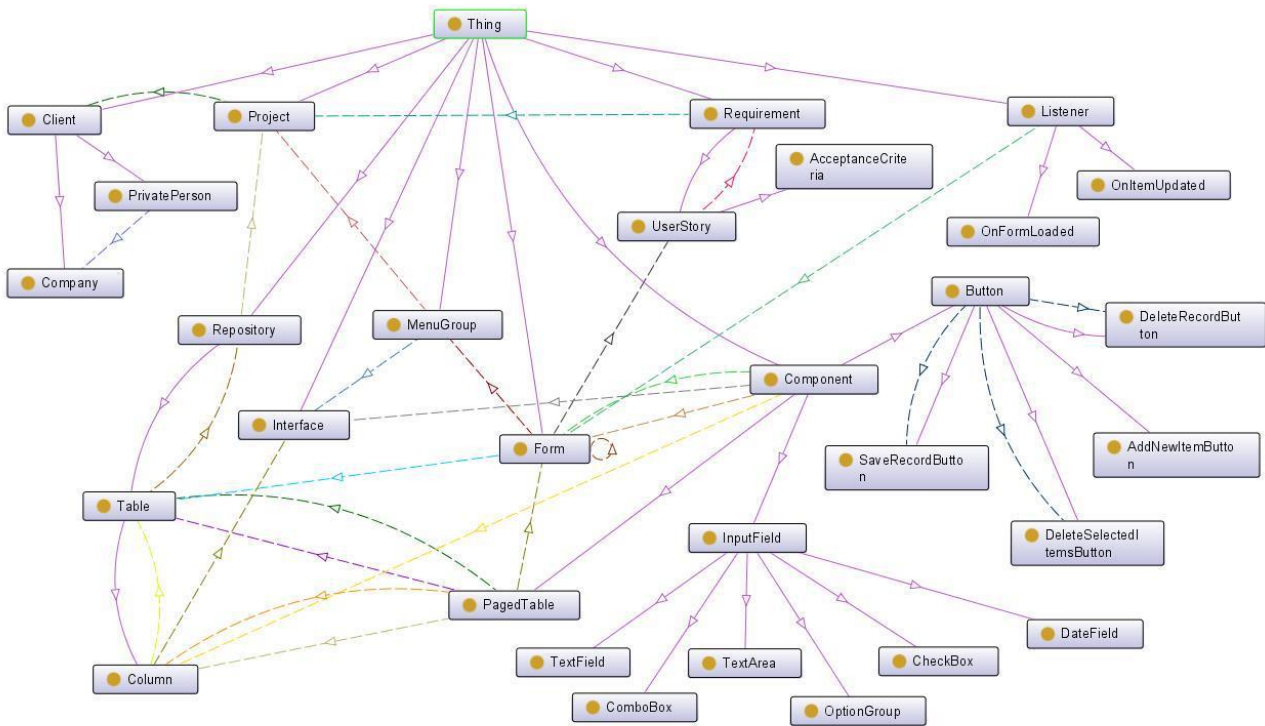 Thing
Client
Project
Requirement
Listener
AcceptanceCrite
ria
PrivatePerson
OnItemUpdated
UserStory
OnFormLoaded
Company
Button
Repository
MenuGroup
DeleteRecordBut
ton
Component
Interface
Form
SaveRecordButto
n
AddNewItemButto
n
Table
InputField
DeleteSelectedI
temsButton
PagedTable
DateField
TextField
TextArea
CheckBox
Column
ComboBox
OptionGroup